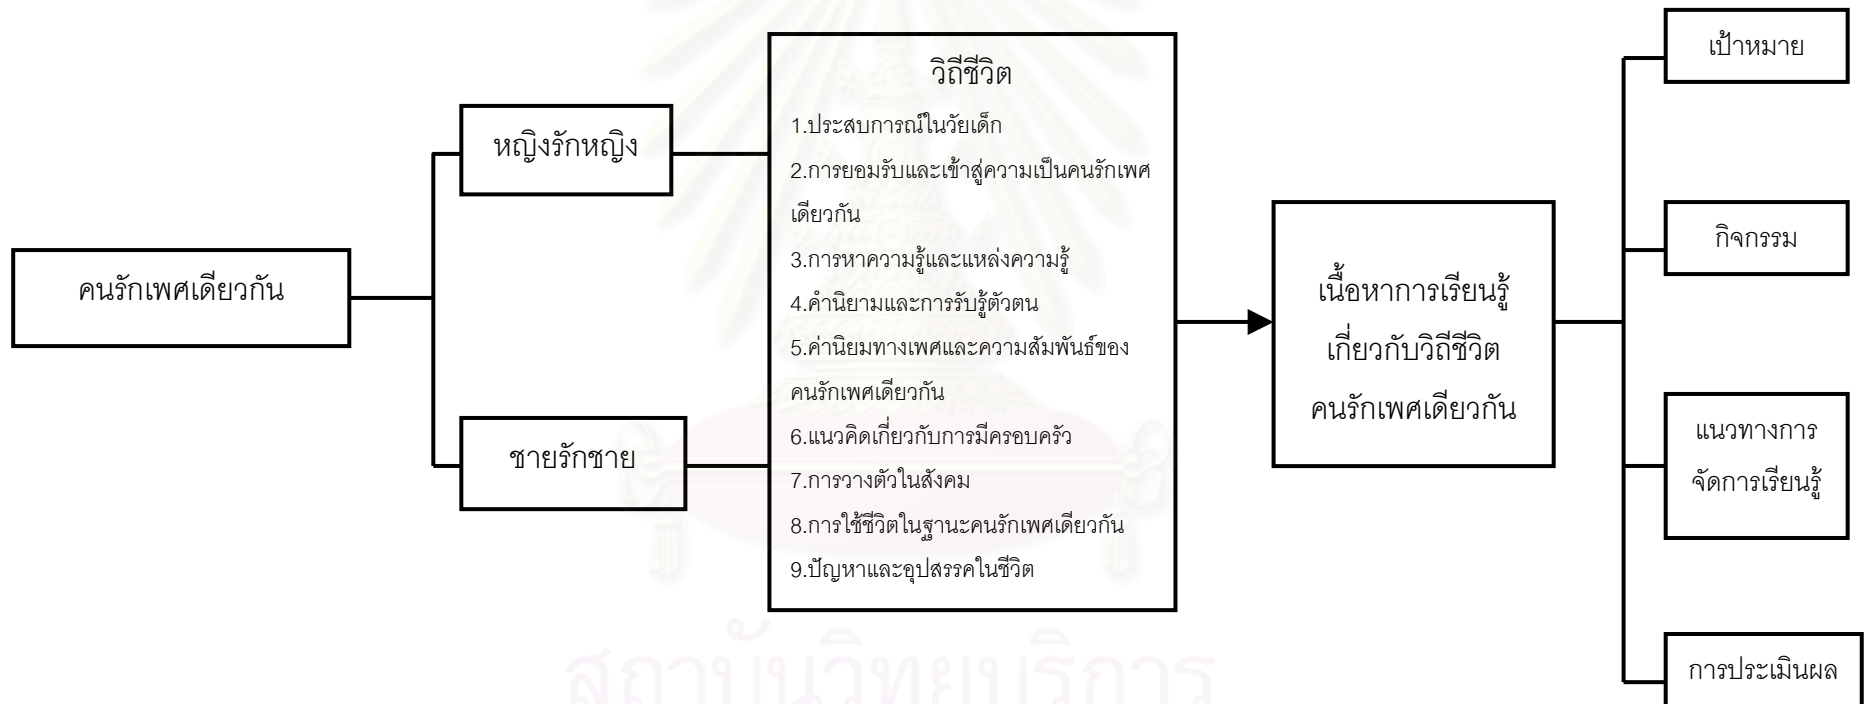 คนรักเพศเดียวกัน
หญิงรักหญิง
ชายรักชาย
วิถีชีวิต
1.ประสบการณ์ในวัยเด็ก
2.การยอมรับและเข้าสู่ความเป็นคนรักเพศ
เดียวกัน
3.การหาความรู้และแหล่งความรู้
4.คำนิยามและการรับรู้ตัวตน
5.ค่านิยมทางเพศและความสัมพันธ์ของ
คนรักเพศเดียวกัน
6.แนวคิดเกี่ยวกับการมีครอบครัว
7.การวางตัวในสังคม
8.การใช้ชีวิตในฐานะคนรักเพศเดียวกัน
9.ปัญหาและอุปสรรคในชีวิต
เนื้อหาการเรียนรู้
เกี่ยวกับวิถีชีวิต
คนรักเพศเดียวกัน
เป้าหมาย
กิจกรรม
แนวทางการ
จัดการเรียนรู้
การประเมินผล
สถาบันวิทยบริการ